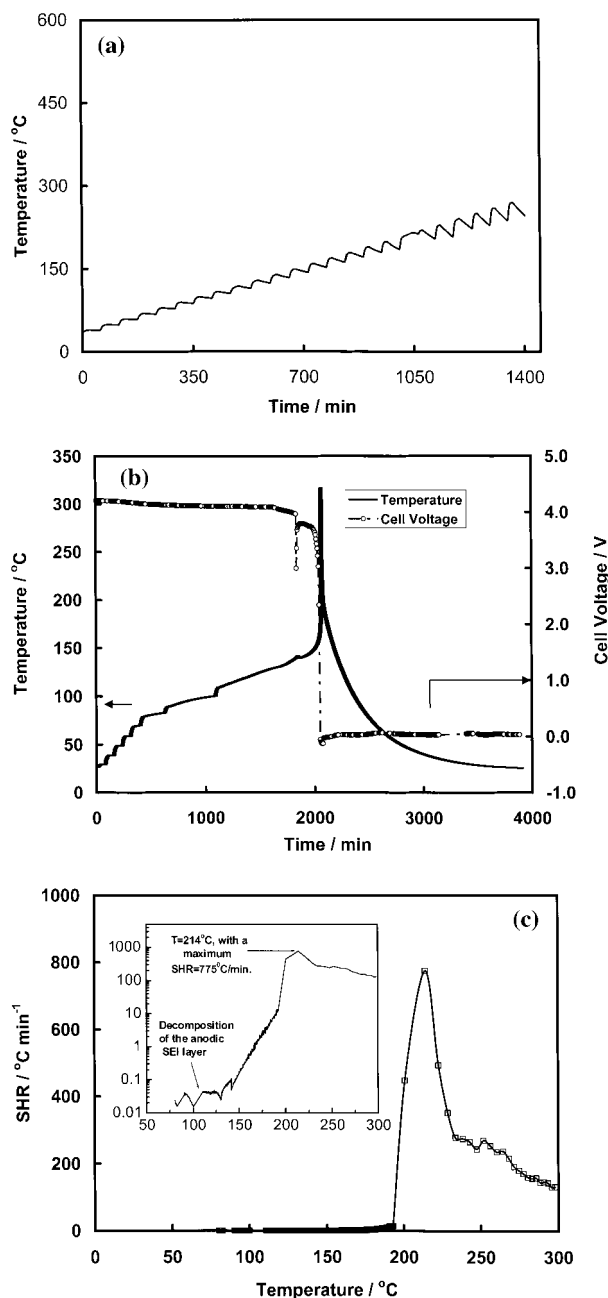 (a)
600
450
300
150
0
Temperature / °C
0 350 700 1050 1400
Time / min
(b)
350
300
250
200
150
100
50
0
Temperature / °C
5.0
4.0
3.0
2.0
1.0
0.0
-1.0
Cell Voltage / V
Temperature
Cell Voltage
0 1000 2000 3000 4000
Time / min
(c)
1000
800
600
400
200
0
SHR / °C min⁻¹
T=214°C, with a
maximum
SHR=775°C/min.
Decomposition
of the anodic
SEI layer
1000
100
10
1
0.1
0.01
50 100 150 200 250 300
0 50 100 150 200 250 300
Temperature / °C